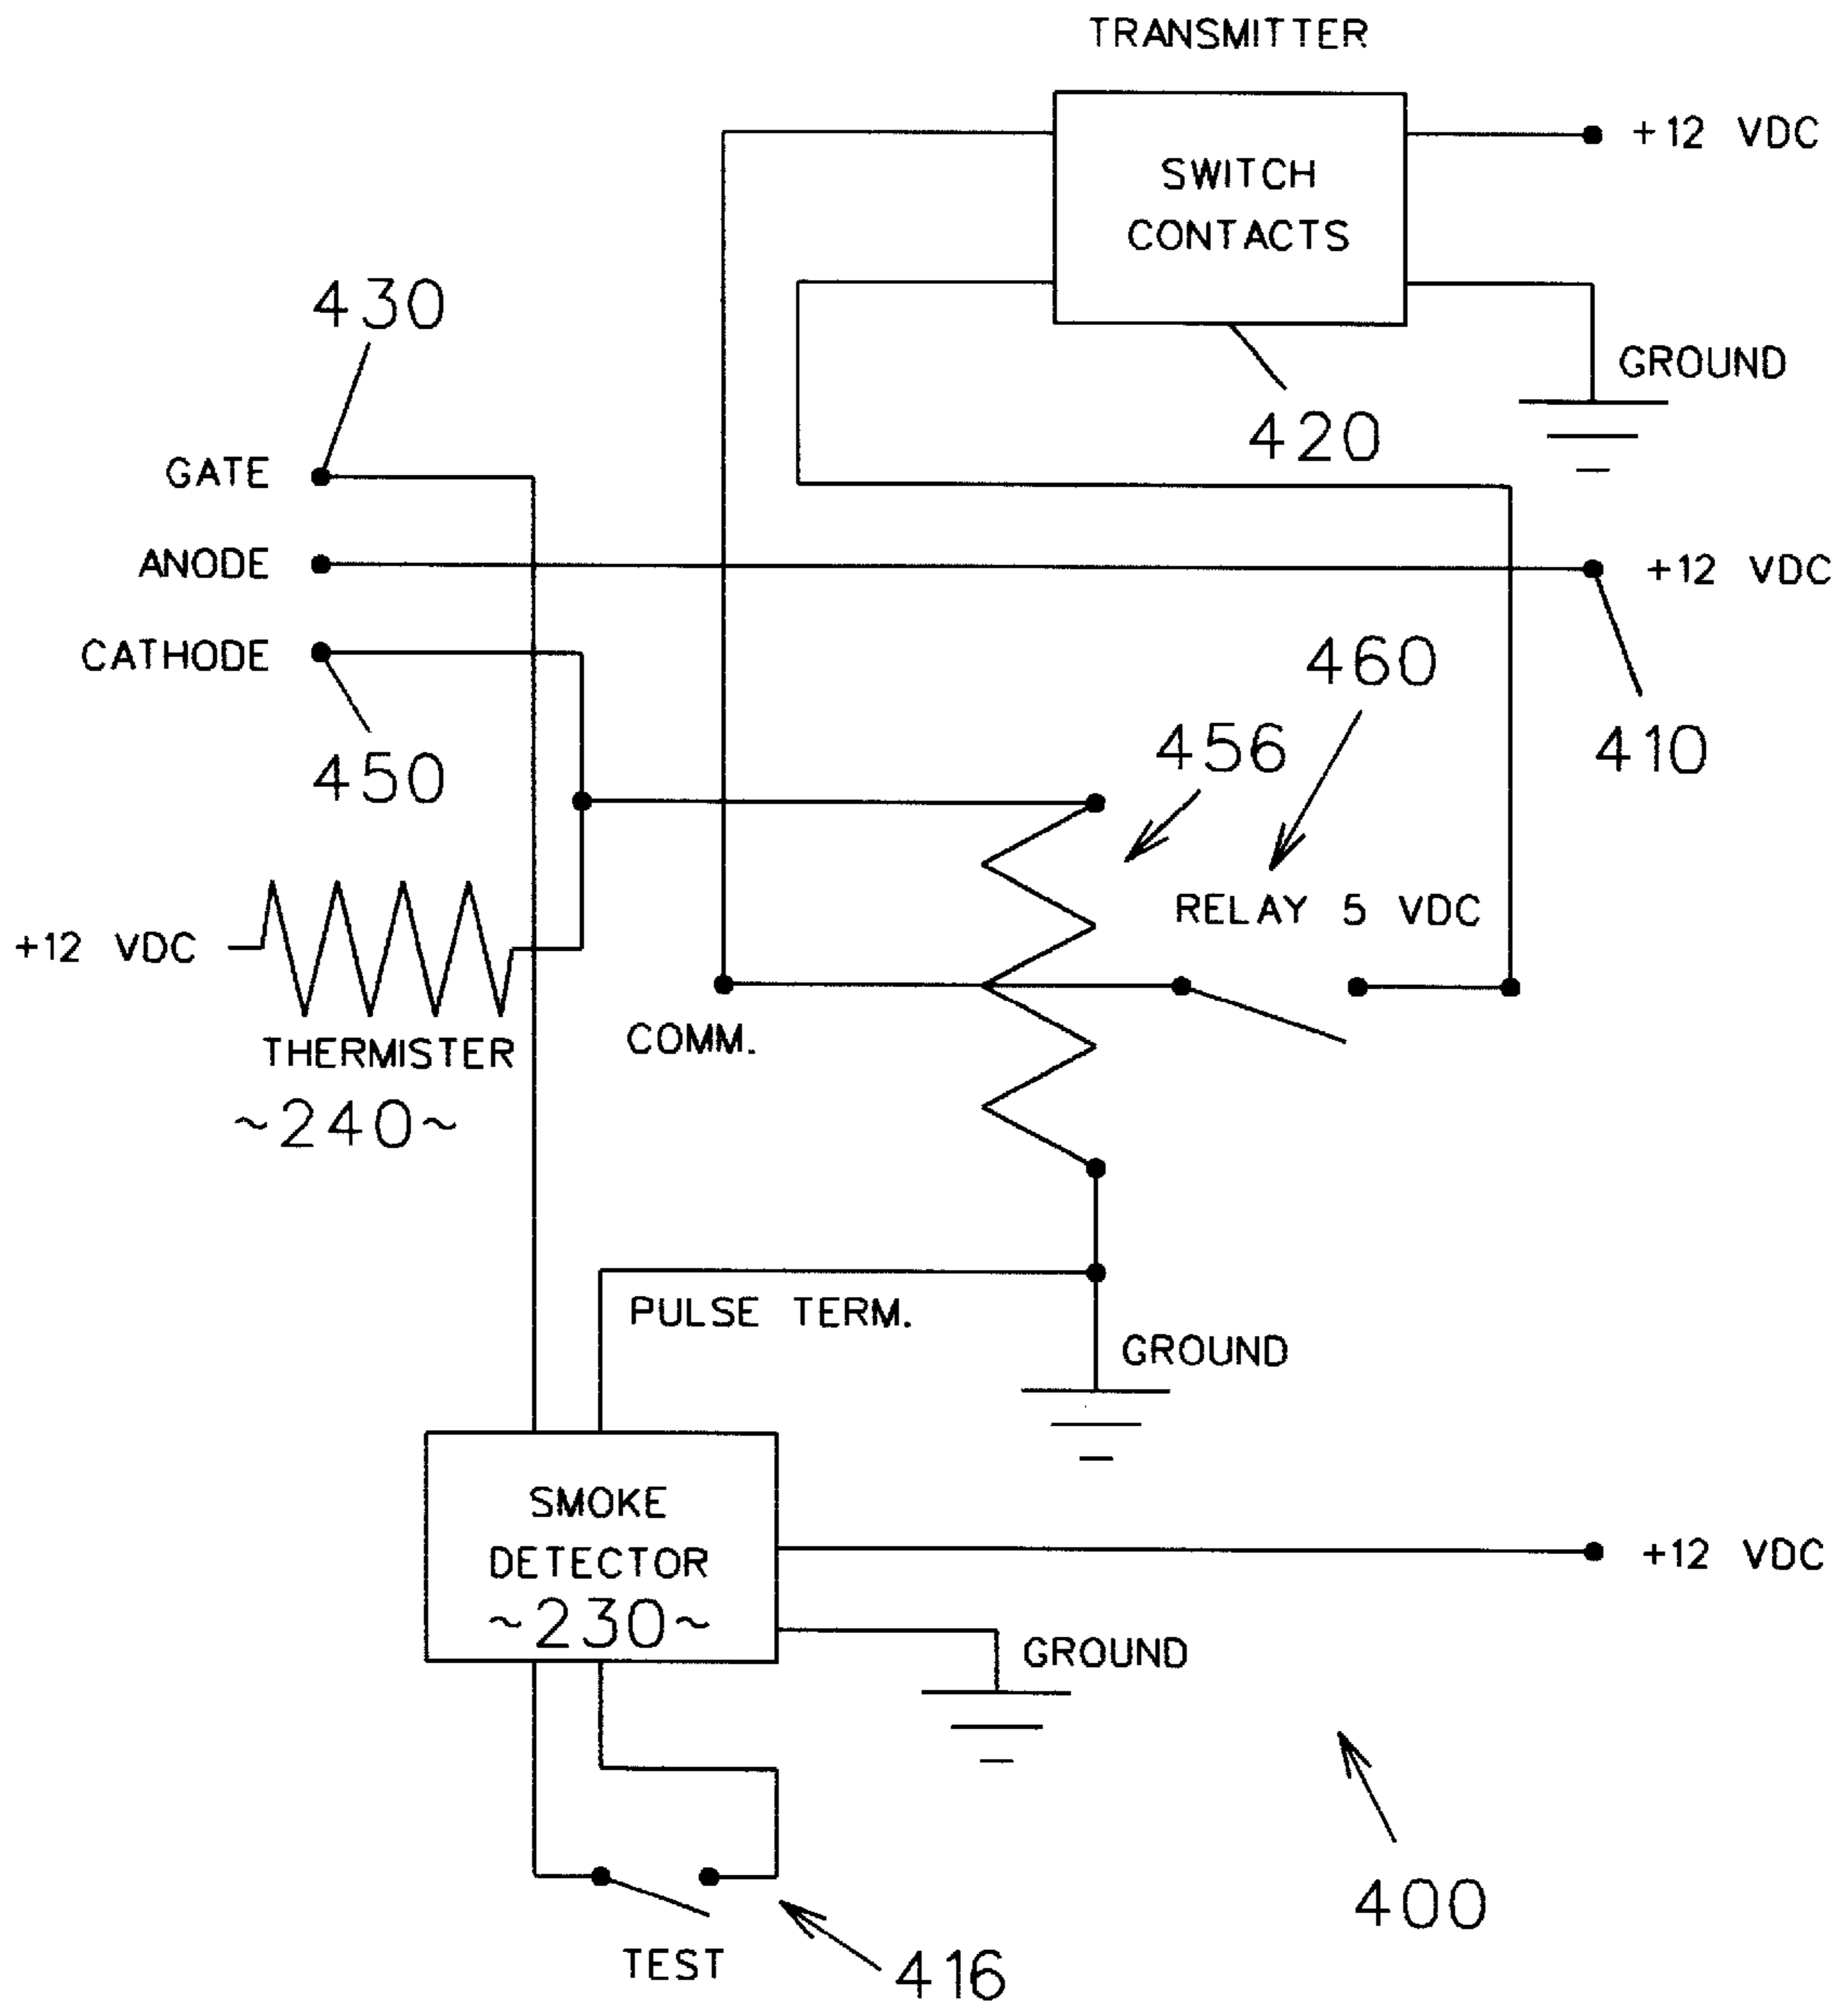 TRANSMITTER
SWITCH
CONTACTS
+12 VDC
GROUND
420
430
GATE
ANODE
+12 VDC
CATHODE
450
460
456
410
RELAY 5 VDC
+12 VDC
THERMISTER
~240~
COMM.
PULSE TERM.
GROUND
SMOKE
DETECTOR
~230~
+12 VDC
GROUND
TEST
416
400